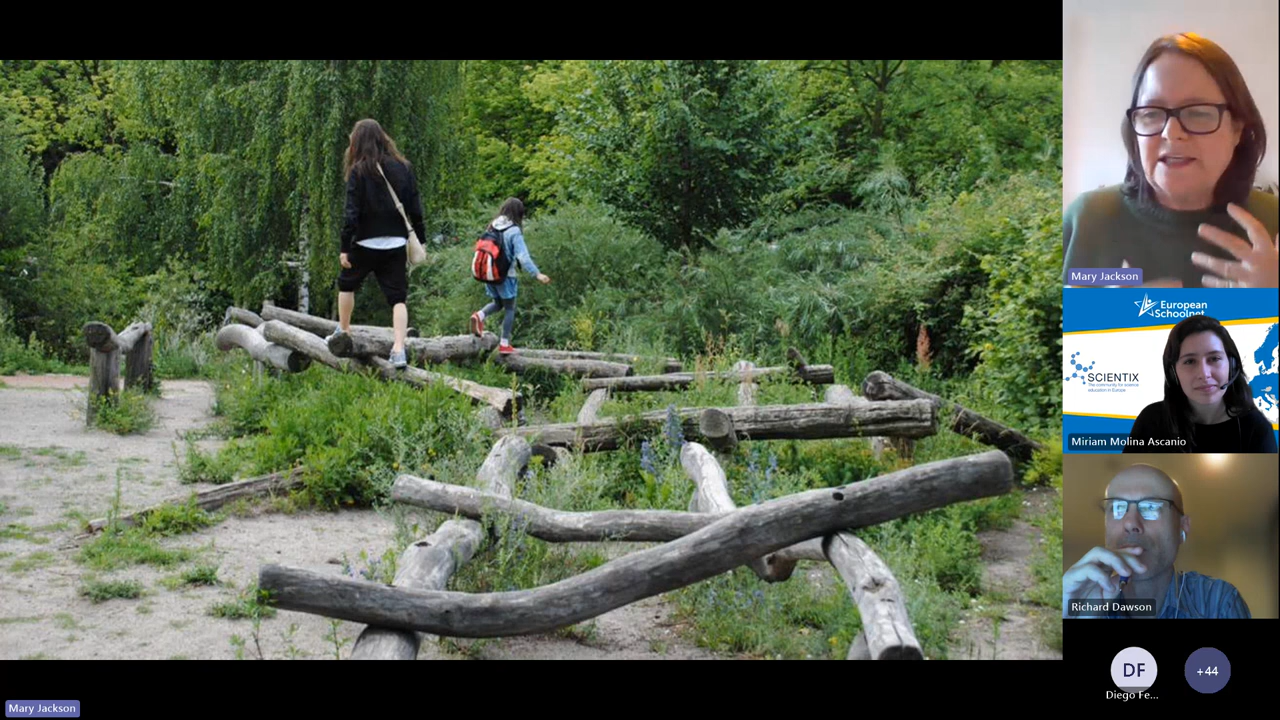 Mary Jackson
European
Schoolnet
SCIENTIX
The community for science
education in Europe
Miriam Molina Ascanio
Richard Dawson
DF
Diego Fe...
+44
Mary Jackson